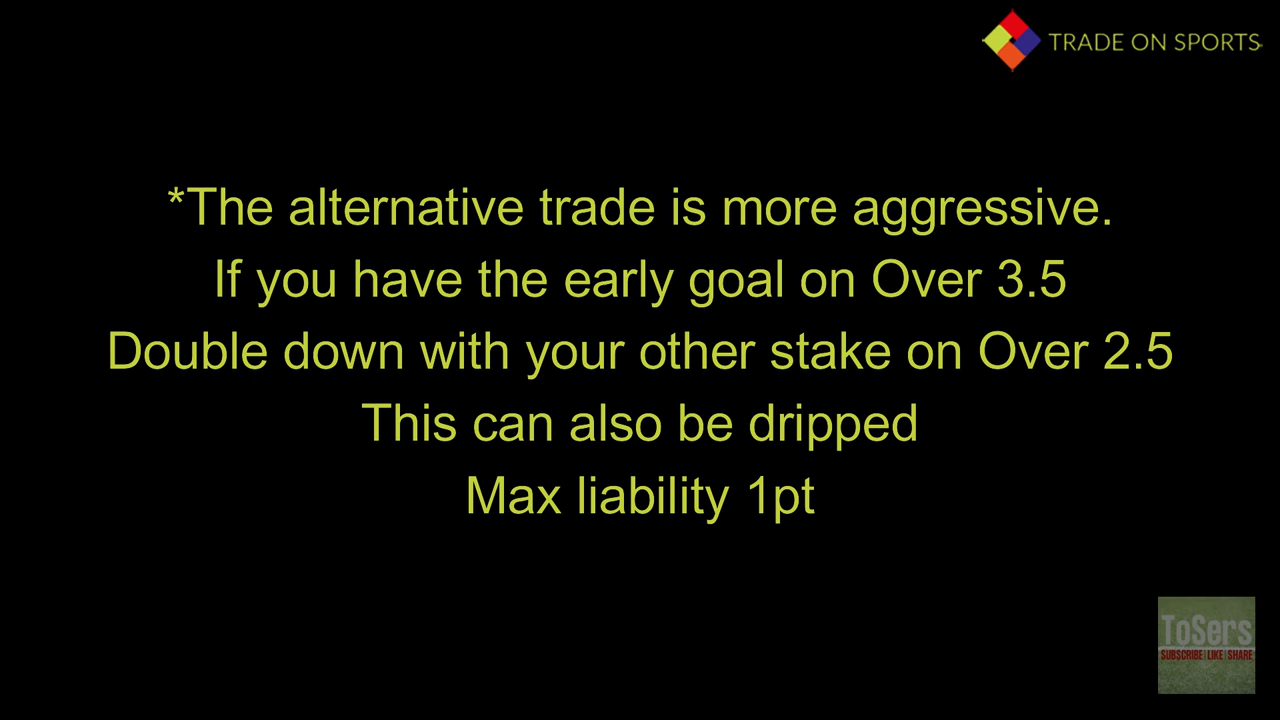 TRADE ON SPORTS
*The alternative trade is more aggressive.
If you have the early goal on Over 3.5
Double down with your other stake on Over 2.5
This can also be dripped
Max liability 1pt
ToSers
SUBSCRIBE | LIKE | SHARE